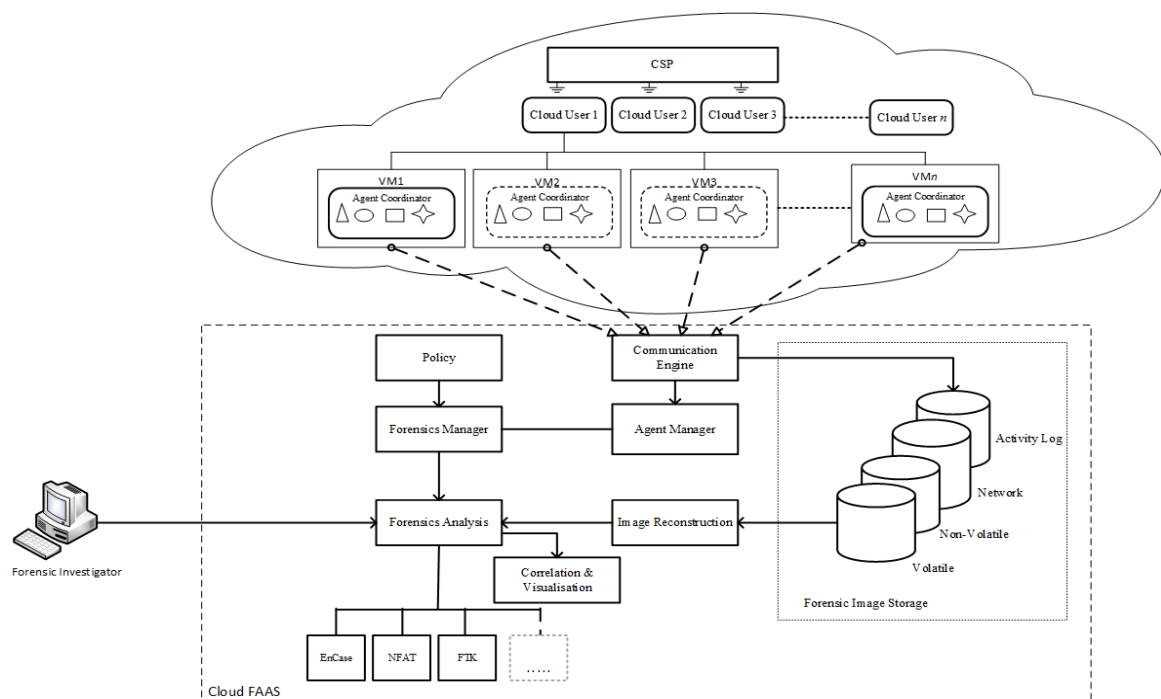 CSP
Cloud User 1
Cloud User 2
Cloud User 3
Cloud User n
VM1
Agent Coordinator
VM2
Agent Coordinator
VM3
Agent Coordinator
VMn
Agent Coordinator
Policy
Communication
Engine
Forensics Manager
Agent Manager
Activity Log
Network
Non-Volatile
Volatile
Forensic Image Storage
Forensics Analysis
Image Reconstruction
Correlation &
Visualisation
Forensic Investigator
EnCase
NFAT
FTK
.....
Cloud FAAS